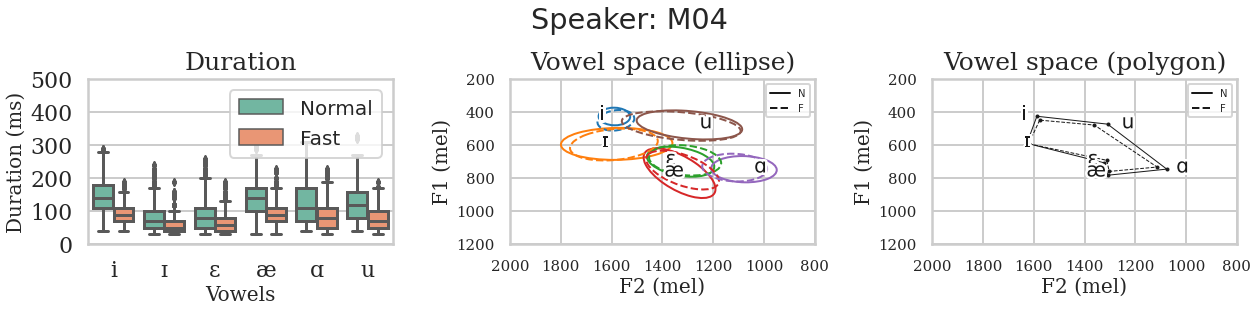 Speaker: M04
Duration
500
400
300
200
100
0
Duration (ms)
Normal
Fast
i ɪ ɛ æ ɑ u
Vowels
Vowel space (ellipse)
200
400
600
800
1000
1200
F1 (mel)
N
F
i
u
ɪ
ɛ
æ
ɑ
2000 1800 1600 1400 1200 1000 800
F2 (mel)
Vowel space (polygon)
200
400
600
800
1000
1200
F1 (mel)
N
F
i
u
ɪ
ɛ
æ
ɑ
2000 1800 1600 1400 1200 1000 800
F2 (mel)